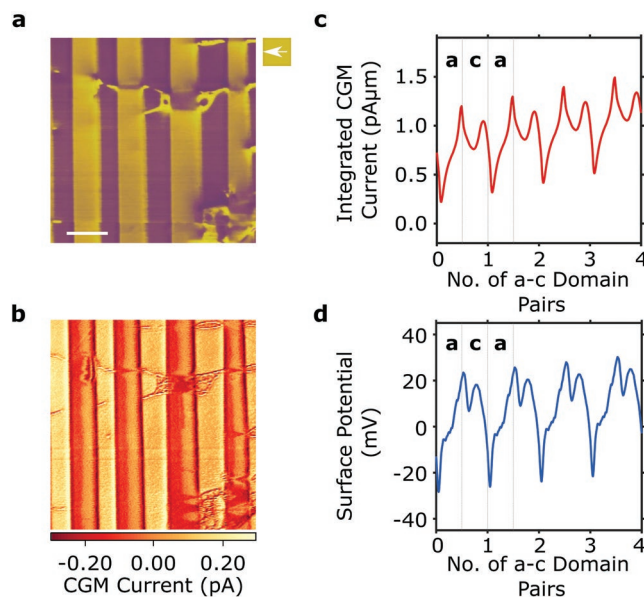 a
b
-0.20 0.00 0.20
CGM Current (pA)
c
a c a
Integrated CGM
Current (pAμm)
1.5
1.0
0.5
0.0
0 1 2 3 4
No. of a-c Domain
Pairs
d
a c a
Surface Potential
(mV)
40
20
0
-20
-40
0 1 2 3 4
No. of a-c Domain
Pairs